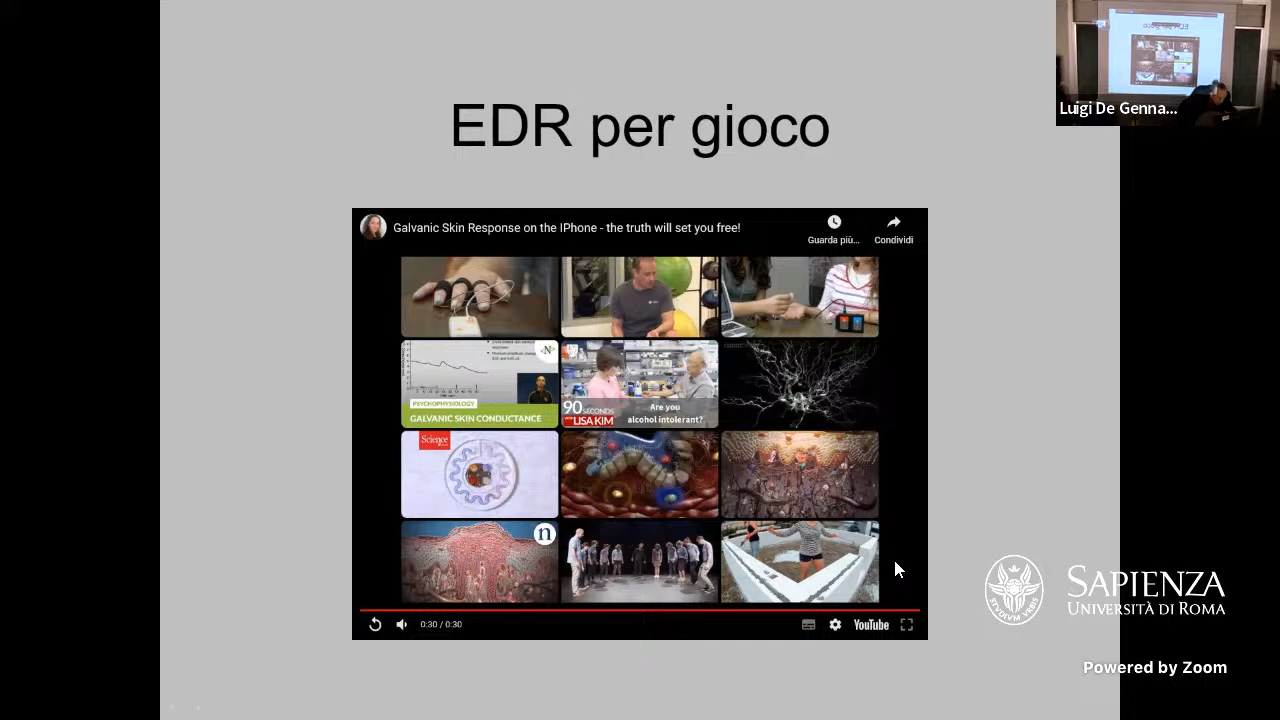 EDR per gioco
Luigi De Genna...
Galvanic Skin Response on the IPhone - the truth will set you free!
Guarda più...
Condividi
N
PSYCHOPHYSIOLOGY
GALVANIC SKIN CONDUCTANCE
90 SECONDS
LISA KIM
Are you
alcohol intolerant?
Science
n
0:30 / 0:30
YouTube
SAPIENZA
UNIVERSITÀ DI ROMA
STUDIUM URBIS
Powered by Zoom